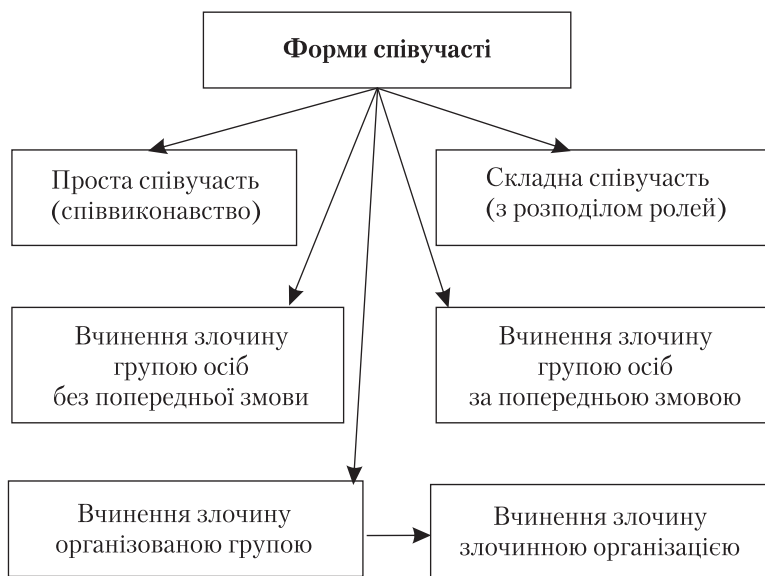 Форми співучасті
Проста співучасть
(співвиконавство)
Складна співучасть
(з розподілом ролей)
Вчинення злочину
групою осіб
без попередньої змови
Вчинення злочину
групою осіб
за попередньою змовою
Вчинення злочину
організованою групою
Вчинення злочину
злочинною організацією